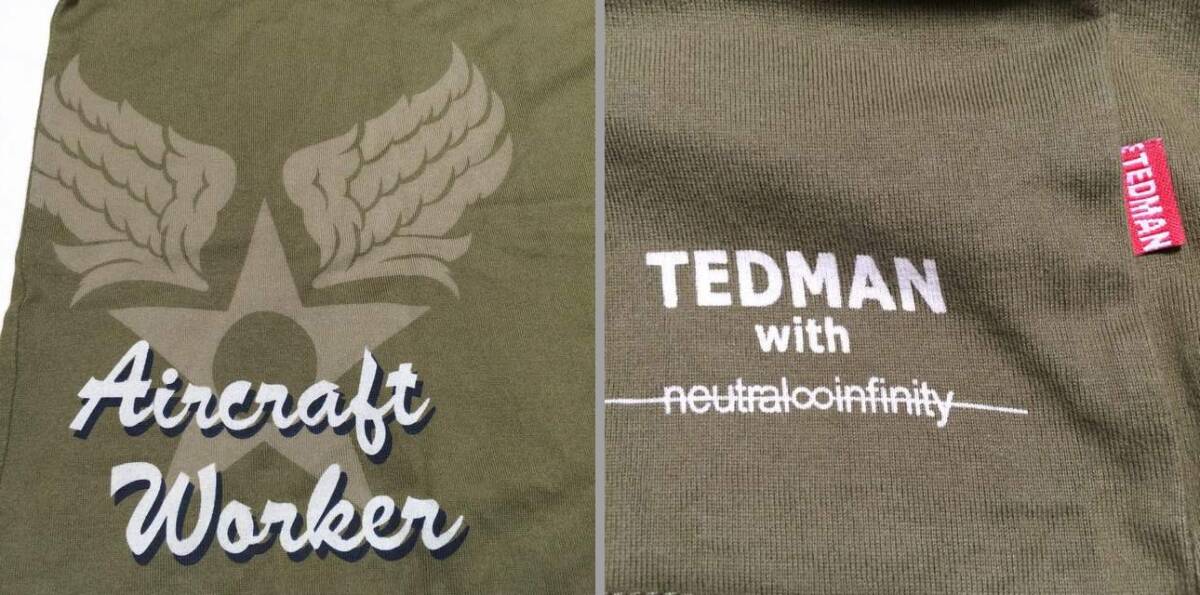 Aircraft
Worker
TEDMAN
with
neutral∞infinity
TEDMAN